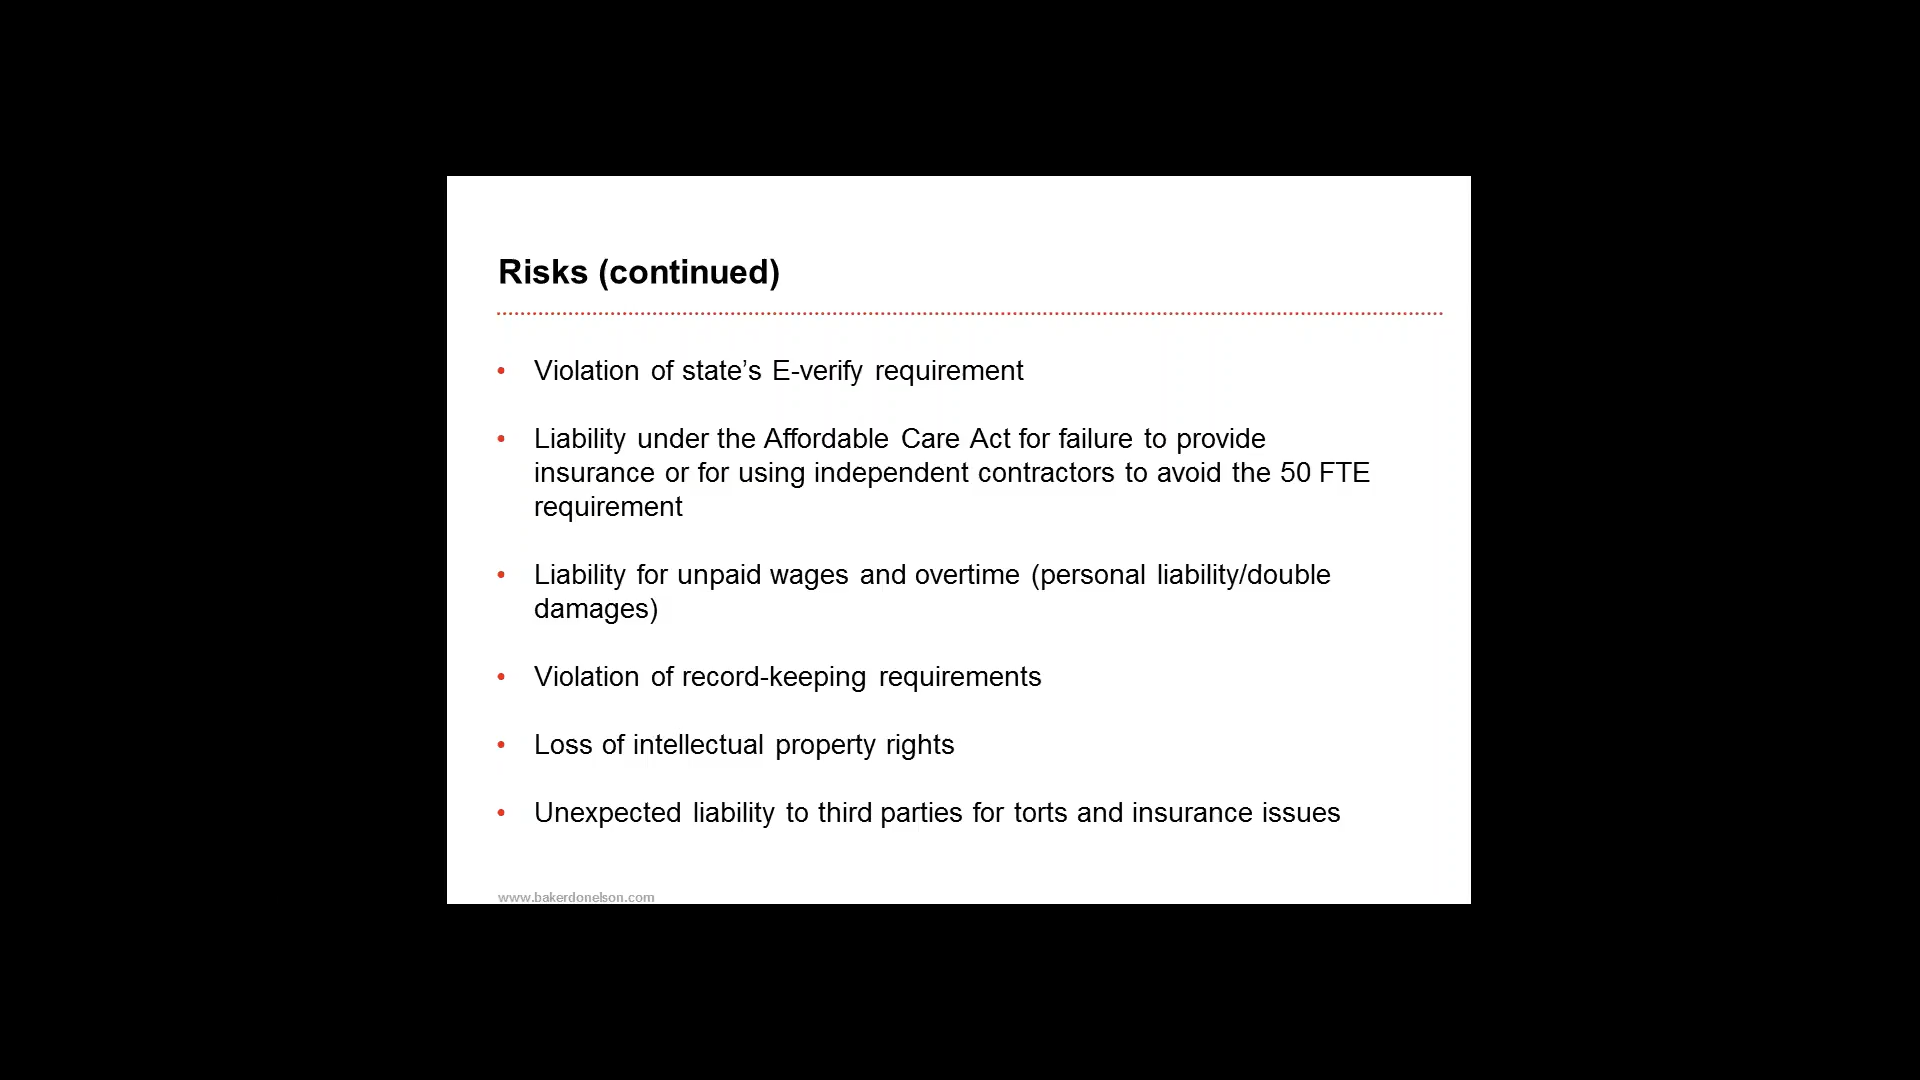 Risks (continued)
• Violation of state’s E-verify requirement
• Liability under the Affordable Care Act for failure to provide
insurance or for using independent contractors to avoid the 50 FTE
requirement
• Liability for unpaid wages and overtime (personal liability/double
damages)
• Violation of record-keeping requirements
• Loss of intellectual property rights
• Unexpected liability to third parties for torts and insurance issues
www.bakerdonelson.com